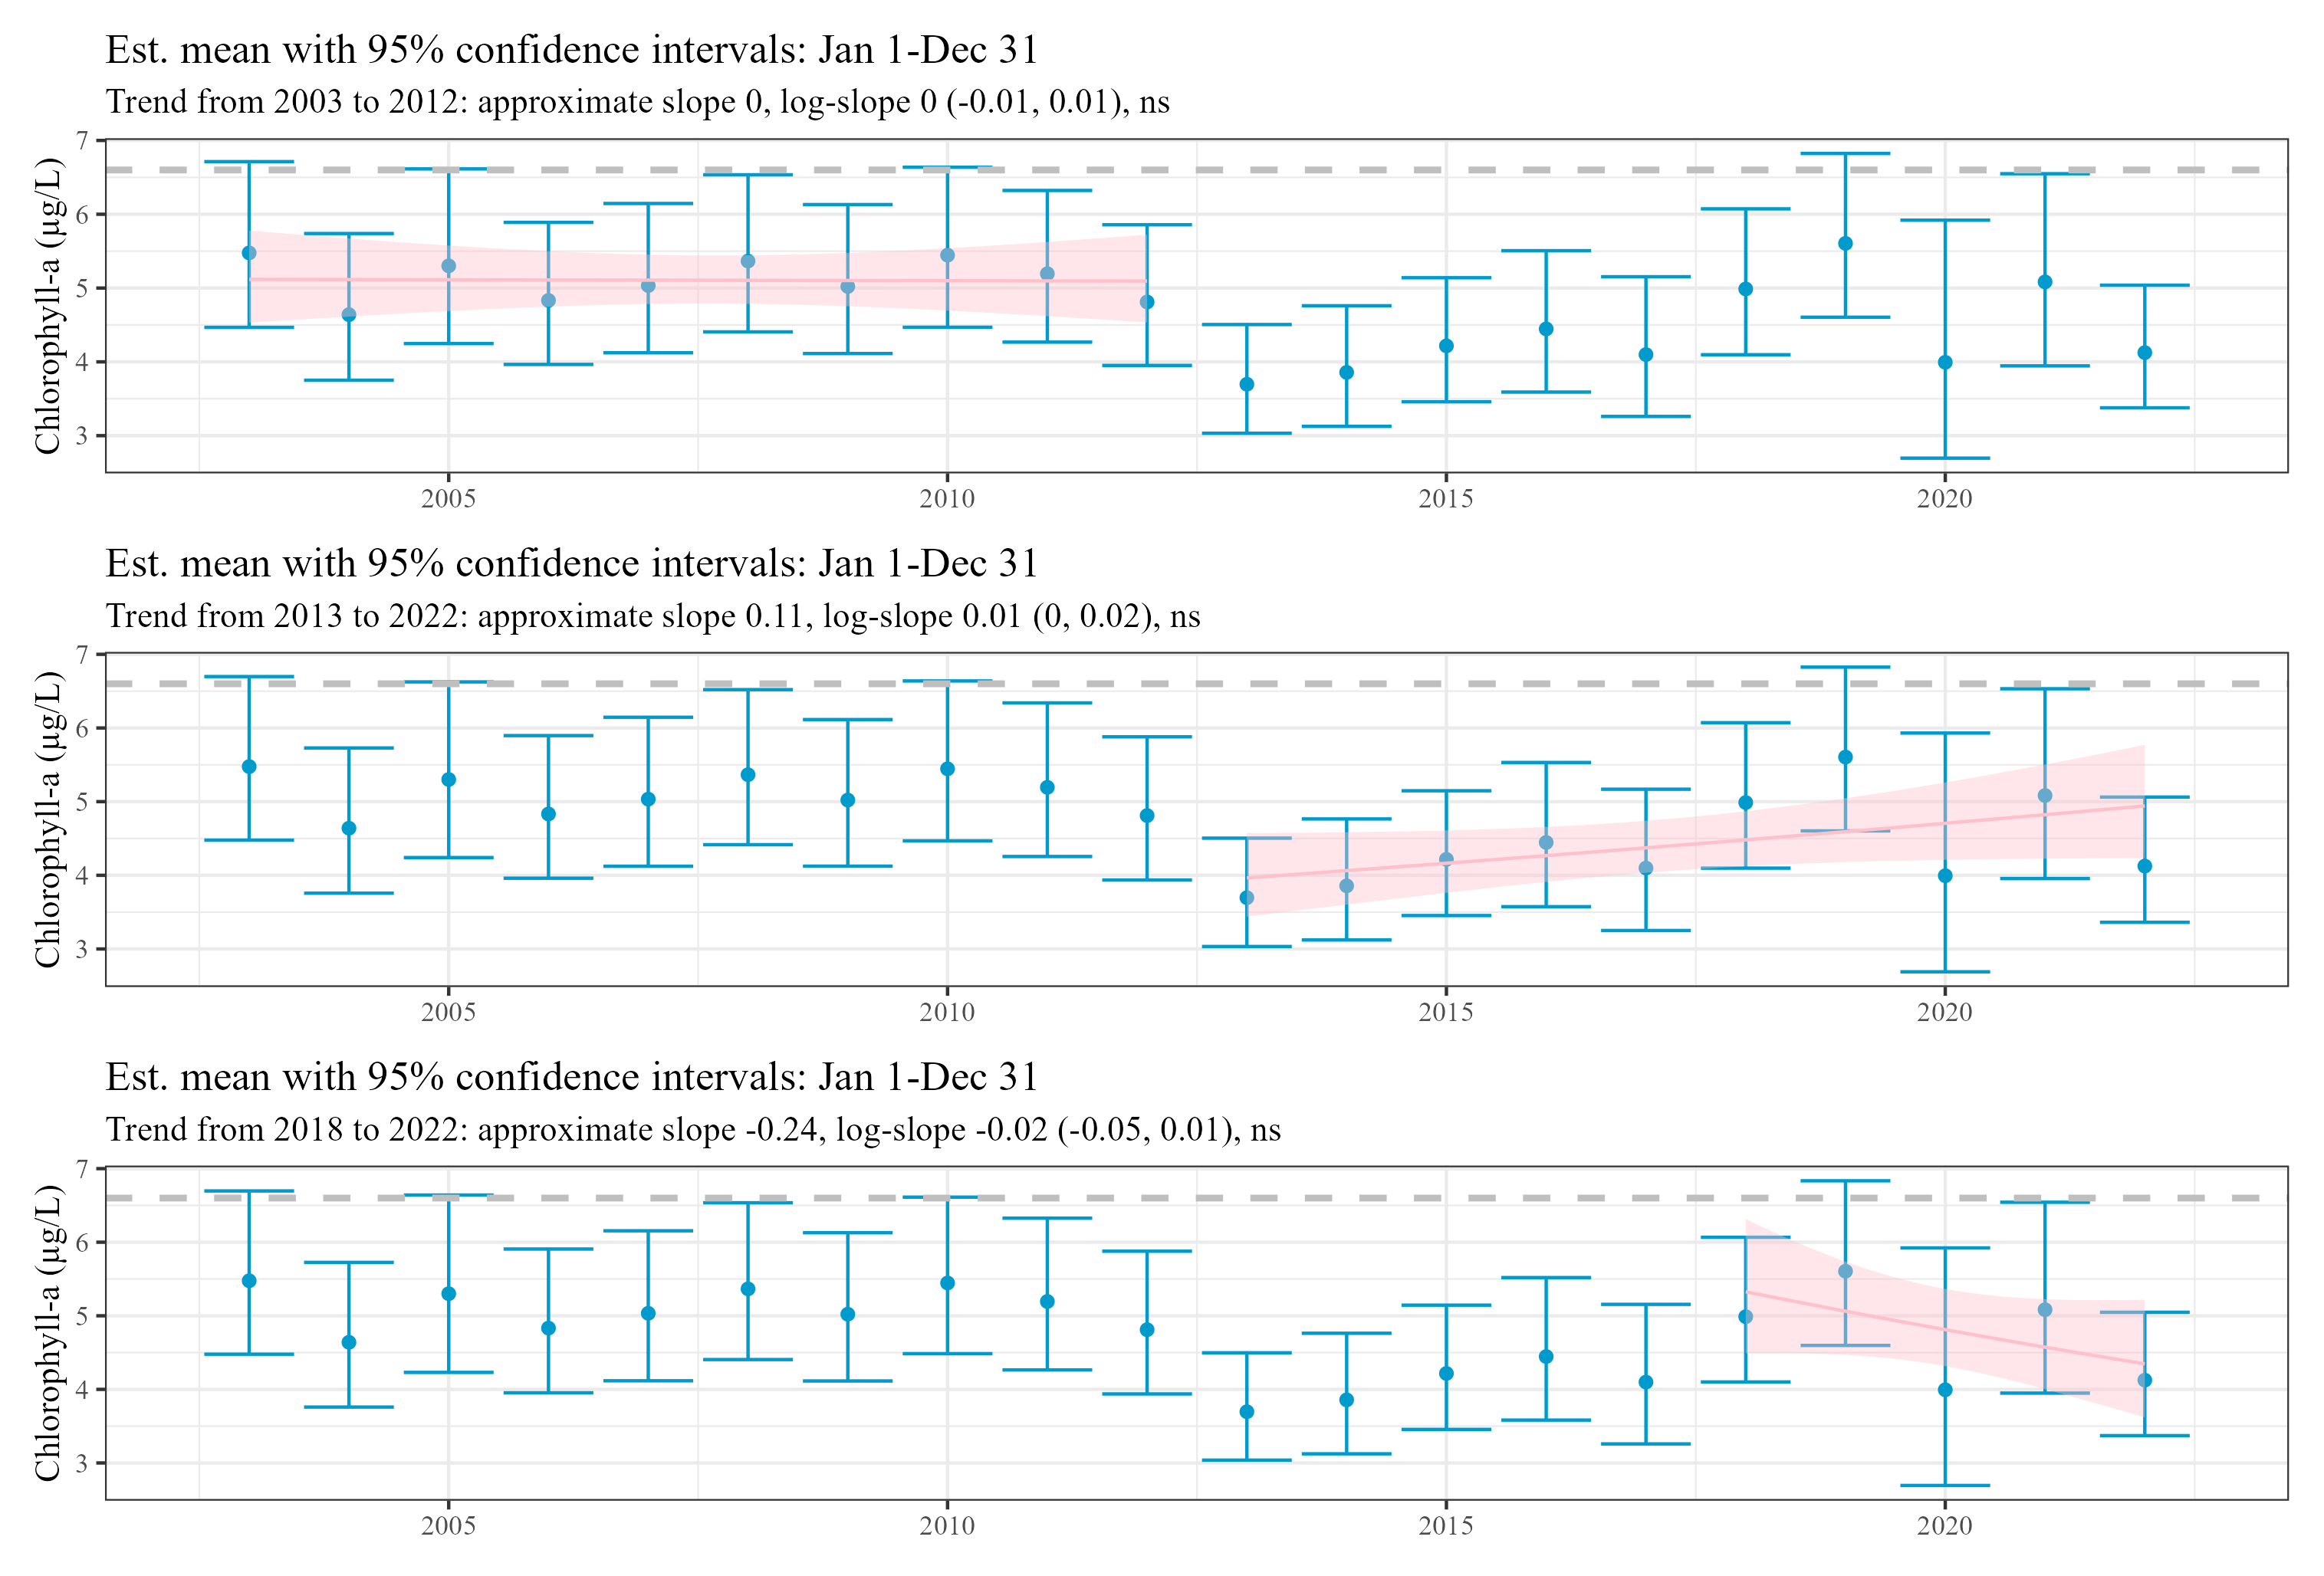 Est. mean with 95% confidence intervals: Jan 1-Dec 31
Trend from 2003 to 2012: approximate slope 0, log-slope 0 (-0.01, 0.01), ns
Chlorophyll-a (µg/L)
7
6
5
4
3
2005 2010 2015 2020
Est. mean with 95% confidence intervals: Jan 1-Dec 31
Trend from 2013 to 2022: approximate slope 0.11, log-slope 0.01 (0, 0.02), ns
Chlorophyll-a (µg/L)
7
6
5
4
3
2005 2010 2015 2020
Est. mean with 95% confidence intervals: Jan 1-Dec 31
Trend from 2018 to 2022: approximate slope -0.24, log-slope -0.02 (-0.05, 0.01), ns
Chlorophyll-a (µg/L)
7
6
5
4
3
2005 2010 2015 2020